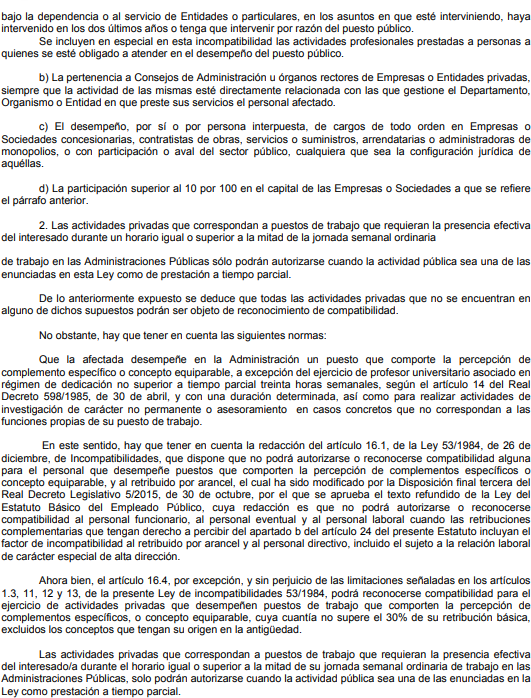 bajo la dependencia o al servicio de Entidades o particulares, en los asuntos en que esté interviniendo, haya
intervenido en los dos últimos años o tenga que intervenir por razón del puesto público.
Se incluyen en especial en esta incompatibilidad las actividades profesionales prestadas a personas a
quienes se esté obligado a atender en el desempeño del puesto público.
b) La pertenencia a Consejos de Administración u órganos rectores de Empresas o Entidades privadas,
siempre que la actividad de las mismas esté directamente relacionada con las que gestione el Departamento,
Organismo o Entidad en que preste sus servicios el personal afectado.
c) El desempeño, por sí o por persona interpuesta, de cargos de todo orden en Empresas o
Sociedades concesionarias, contratistas de obras, servicios o suministros, arrendatarias o administradoras de
monopolios, o con participación o aval del sector público, cualquiera que sea la configuración jurídica de
aquéllas.
d) La participación superior al 10 por 100 en el capital de las Empresas o Sociedades a que se refiere
el párrafo anterior.
2. Las actividades privadas que correspondan a puestos de trabajo que requieran la presencia efectiva
del interesado durante un horario igual o superior a la mitad de la jornada semanal ordinaria
de trabajo en las Administraciones Públicas sólo podrán autorizarse cuando la actividad pública sea una de las
enunciadas en esta Ley como de prestación a tiempo parcial.
De lo anteriormente expuesto se deduce que todas las actividades privadas que no se encuentran en
alguno de dichos supuestos podrán ser objeto de reconocimiento de compatibilidad.
No obstante, hay que tener en cuenta las siguientes normas:
Que la afectada desempeñe en la Administración un puesto que comporte la percepción de
complemento específico o concepto equiparable, a excepción del ejercicio de profesor universitario asociado en
régimen de dedicación no superior a tiempo parcial treinta horas semanales, según el artículo 14 del Real
Decreto 598/1985, de 30 de abril, y con una duración determinada, así como para realizar actividades de
investigación de carácter no permanente o asesoramiento en casos concretos que no correspondan a las
funciones propias de su puesto de trabajo.
En este sentido, hay que tener en cuenta la redacción del artículo 16.1, de la Ley 53/1984, de 26 de
diciembre, de Incompatibilidades, que dispone que no podrá autorizarse o reconocerse compatibilidad alguna
para el personal que desempeñe puestos que comporten la percepción de complementos específicos o
concepto equiparable, y al retribuido por arancel, el cual ha sido modificado por la Disposición final tercera del
Real Decreto Legislativo 5/2015, de 30 de octubre, por el que se aprueba el texto refundido de la Ley del
Estatuto Básico del Empleado Público, cuya redacción es que no podrá autorizarse o reconocerse
compatibilidad al personal funcionario, al personal eventual y al personal laboral cuando las retribuciones
complementarias que tengan derecho a percibir del apartado b del artículo 24 del presente Estatuto incluyan el
factor de incompatibilidad al retribuido por arancel y al personal directivo, incluido el sujeto a la relación laboral
de carácter especial de alta dirección.
Ahora bien, el artículo 16.4, por excepción, y sin perjuicio de las limitaciones señaladas en los artículos
1.3, 11, 12 y 13, de la presente Ley de incompatibilidades 53/1984, podrá reconocerse compatibilidad para el
ejercicio de actividades privadas que desempeñen puestos de trabajo que comporten la percepción de
complementos específicos, o concepto equiparable, cuya cuantía no supere el 30% de su retribución básica,
excluidos los conceptos que tengan su origen en la antigüedad.
Las actividades privadas que correspondan a puestos de trabajo que requieran la presencia efectiva
del interesado/a durante el horario igual o superior a la mitad de su jornada semanal ordinaria de trabajo en las
Administraciones Públicas, solo podrán autorizarse cuando la actividad pública sea una de las enunciadas en la
Ley como prestación a tiempo parcial.